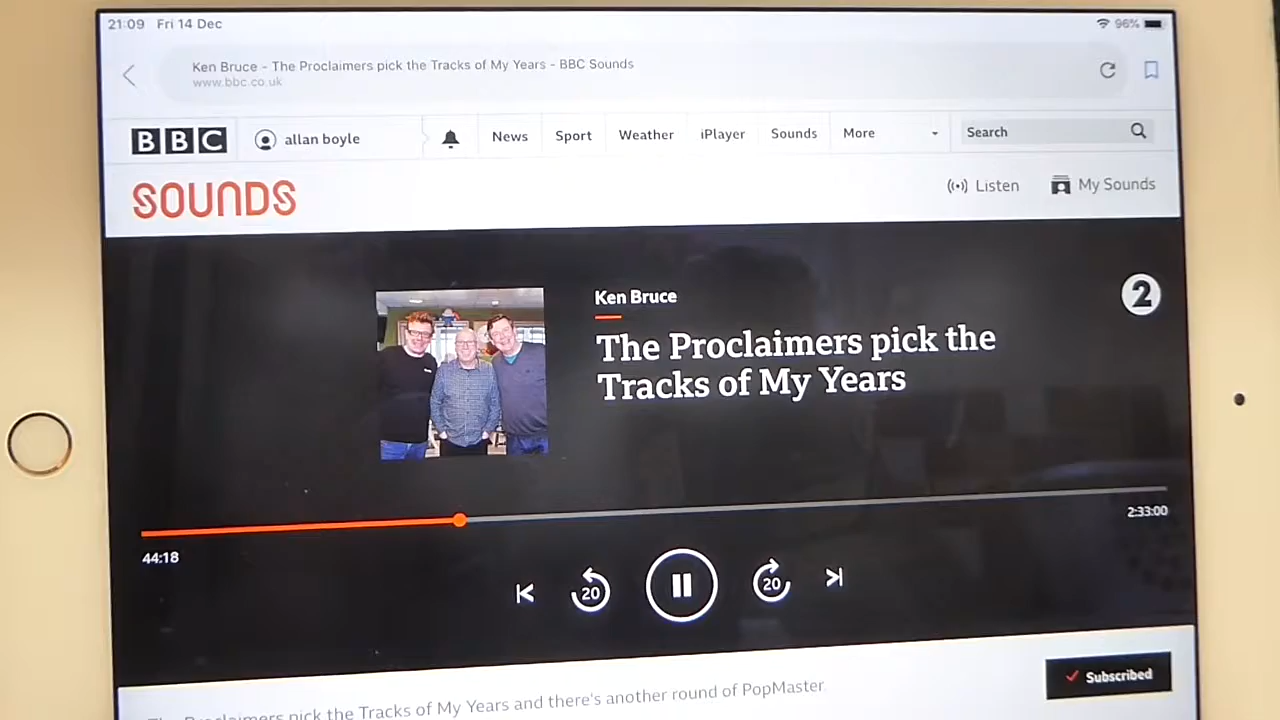 21:09 Fri 14 Dec 96%
Ken Bruce - The Proclaimers pick the Tracks of My Years - BBC Sounds
www.bbc.co.uk
BBC allan boyle News Sport Weather iPlayer Sounds More Search
SOUNDS Listen My Sounds
Ken Bruce
2
The Proclaimers pick the
Tracks of My Years
2:33:00
44:18
20 20
Subscribed
The Proclaimers pick the Tracks of My Years and there's another round of PopMaster